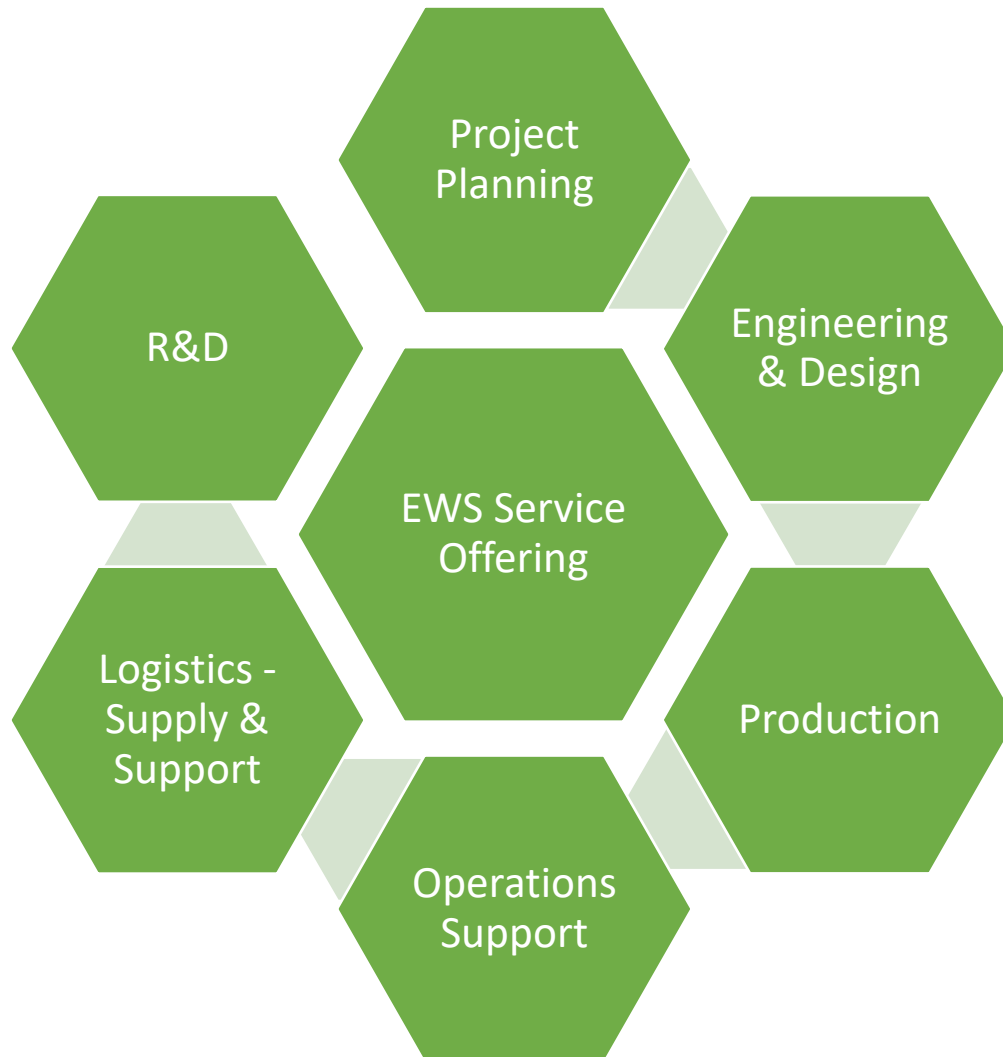 Project
Planning
Engineering
& Design
R&D
EWS Service
Offering
Production
Logistics -
Supply &
Support
Operations
Support